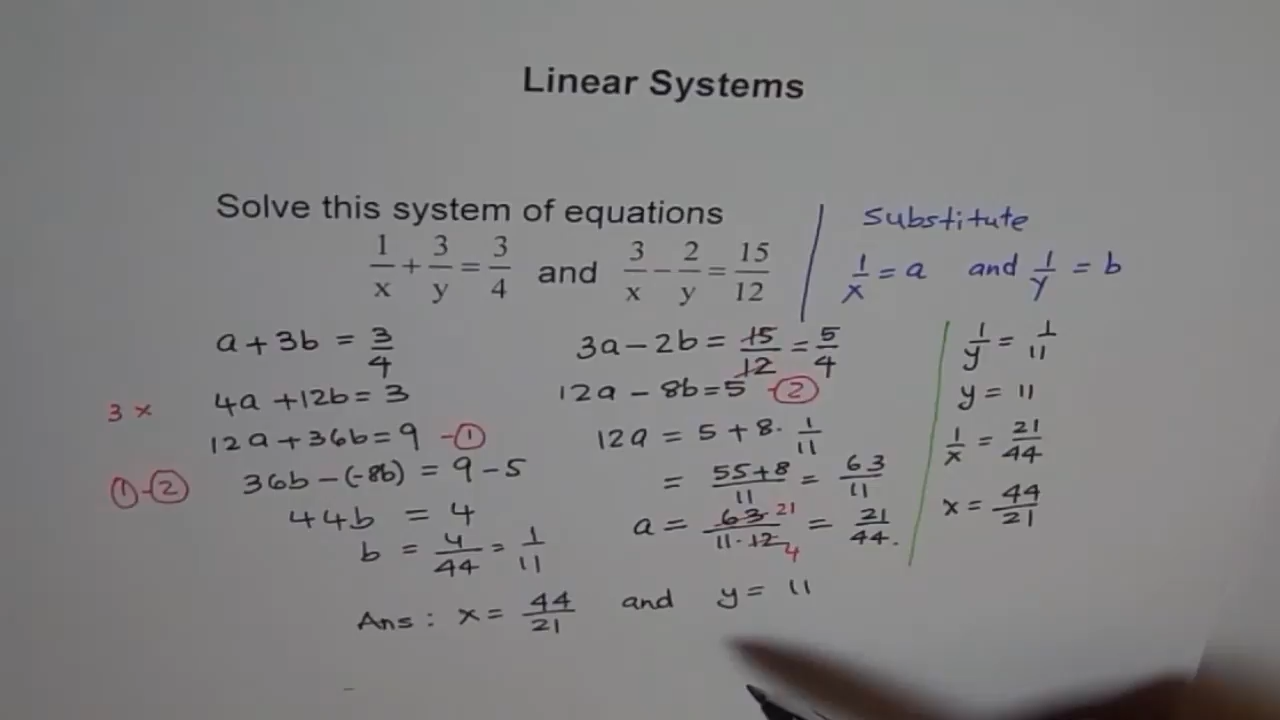 Linear Systems
Solve this system of equations
1/x + 3/y = 3/4 and 3/x − 2/y = 15/12
Substitute
1/x = a and 1/y = b
a + 3b = 3/4
3 × 4a + 12b = 3
12a + 36b = 9 -①
①-② 36b − (-8b) = 9 − 5
44b = 4
b = 4/44 = 1/11
3a − 2b = 15/12 = 5/4
12a − 8b = 5 -②
12a = 5 + 8 · 1/11
= 55+8/11 = 63/11
a = 63 21/11 · 12 4 = 21/44.
1/y = 1/11
y = 11
1/x = 21/44
x = 44/21
Ans : x = 44/21 and y = 11